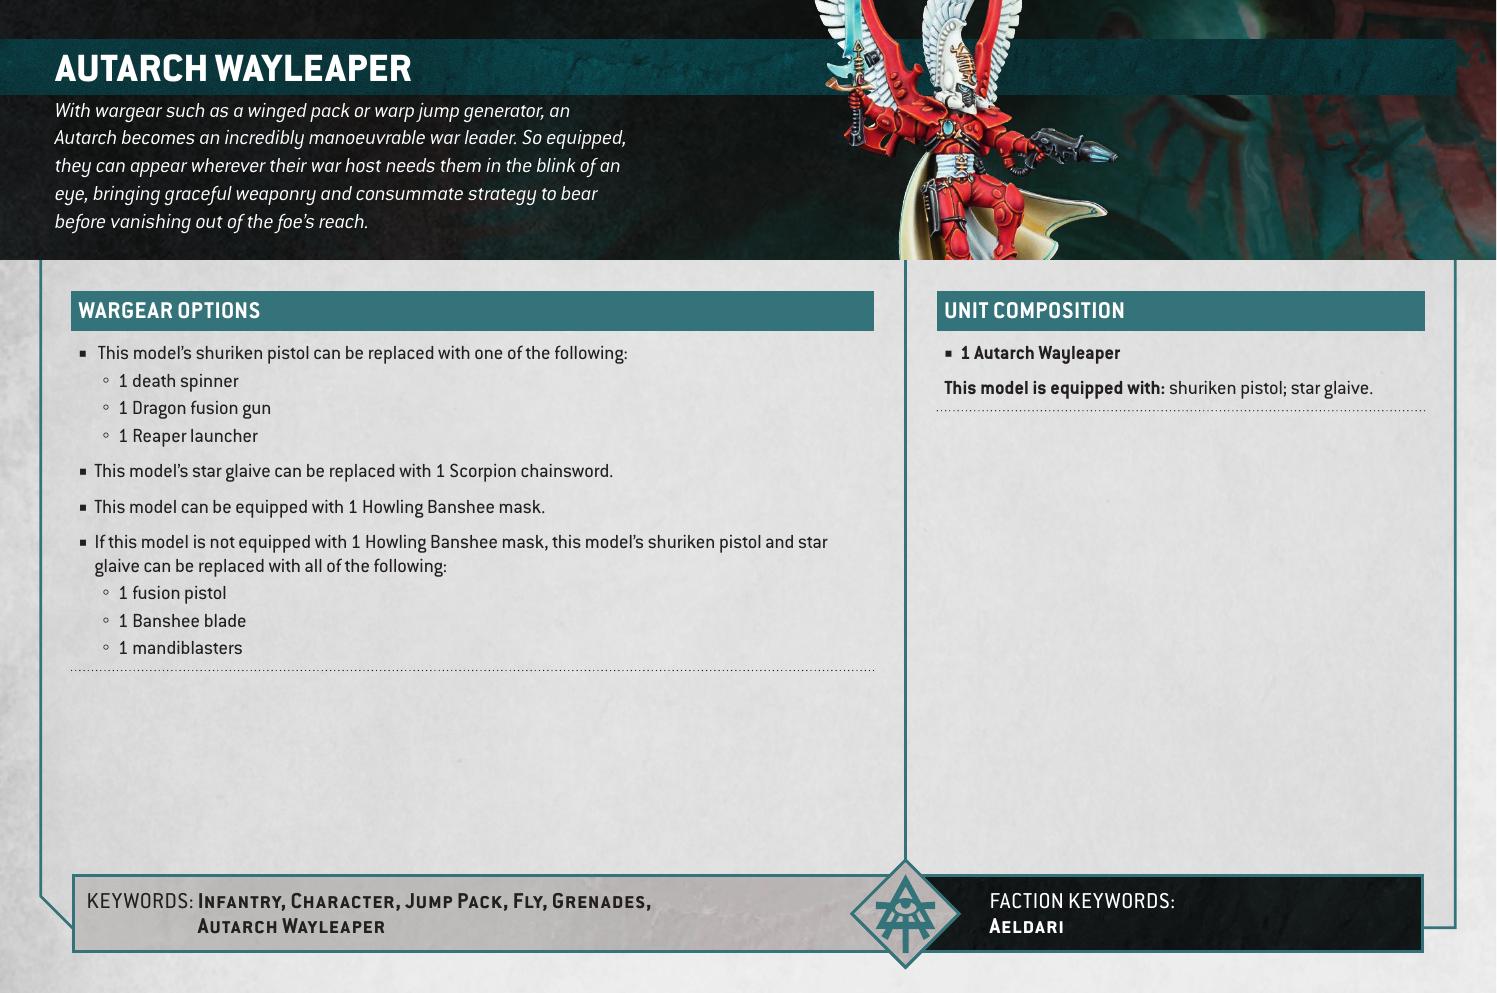 AUTARCH WAYLEAPER
With wargear such as a winged pack or warp jump generator, an
Autarch becomes an incredibly manoeuvrable war leader. So equipped,
they can appear wherever their war host needs them in the blink of an
eye, bringing graceful weaponry and consummate strategy to bear
before vanishing out of the foe’s reach.
WARGEAR OPTIONS
▪ This model’s shuriken pistol can be replaced with one of the following:
◦ 1 death spinner
◦ 1 Dragon fusion gun
◦ 1 Reaper launcher
▪ This model’s star glaive can be replaced with 1 Scorpion chainsword.
▪ This model can be equipped with 1 Howling Banshee mask.
▪ If this model is not equipped with 1 Howling Banshee mask, this model’s shuriken pistol and star
glaive can be replaced with all of the following:
◦ 1 fusion pistol
◦ 1 Banshee blade
◦ 1 mandiblasters
UNIT COMPOSITION
▪ 1 Autarch Wayleaper
This model is equipped with: shuriken pistol; star glaive.
KEYWORDS: Infantry, Character, Jump Pack, Fly, Grenades,
Autarch Wayleaper
FACTION KEYWORDS:
Aeldari